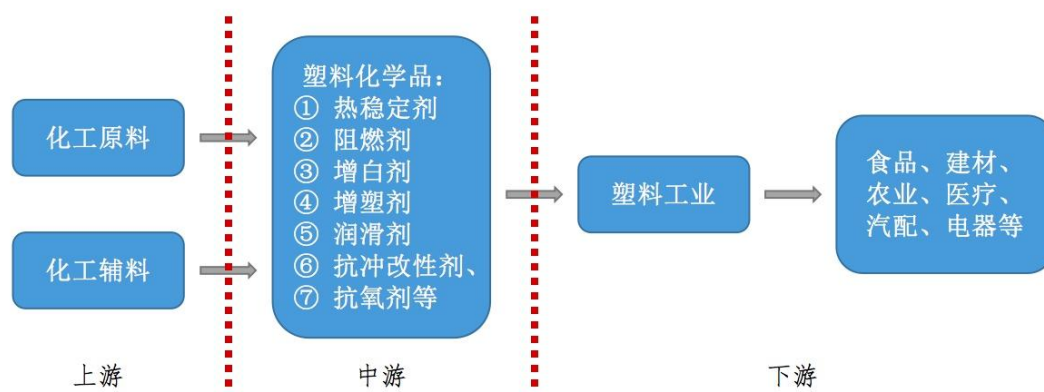 化工原料
化工辅料
塑料化学品：
① 热稳定剂
② 阻燃剂
③ 增白剂
④ 增塑剂
⑤ 润滑剂
⑥ 抗冲改性剂、
⑦ 抗氧剂等
塑料工业
食品、建材、
农业、医疗、
汽配、电器等
上游
中游
下游